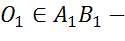 O₁ ∈ A₁B₁ −